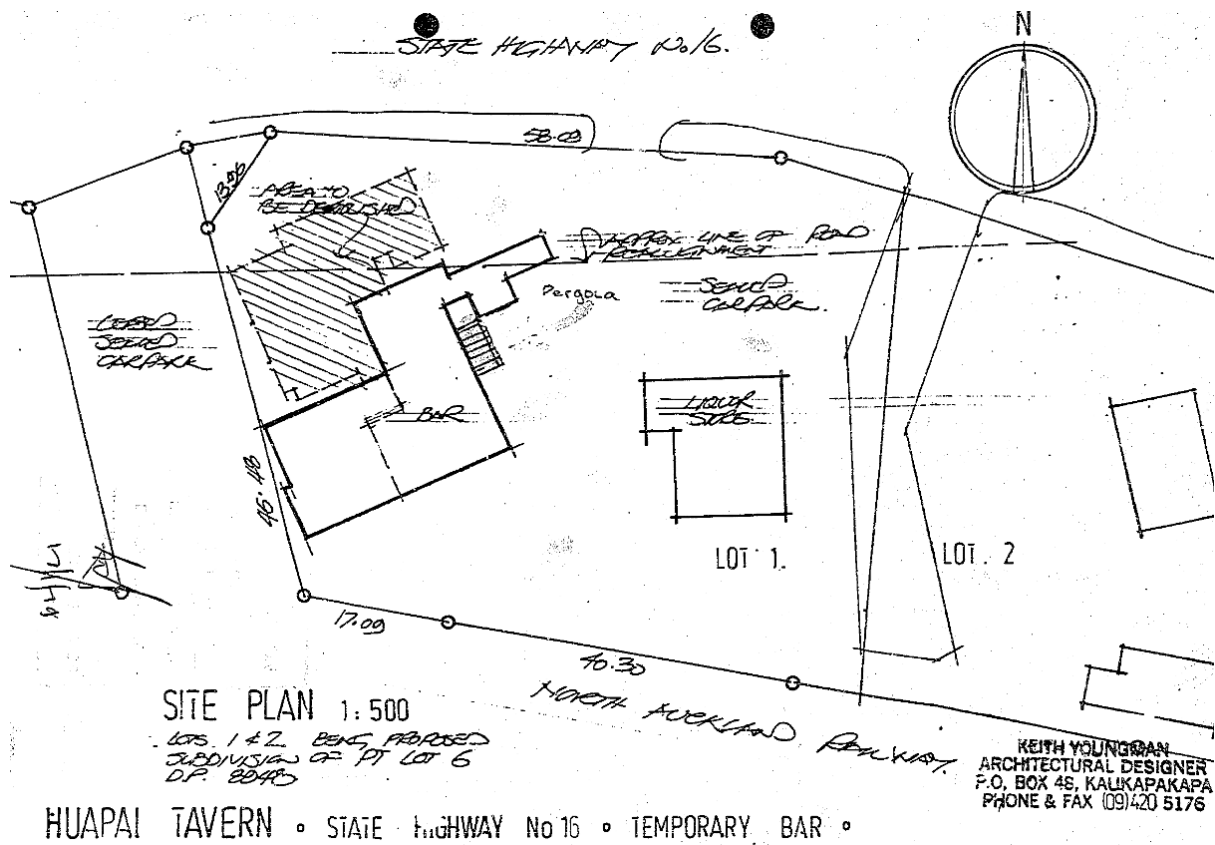 STATE HIGHWAY No16.
N
58.09
13.56
AREA TO
BE DEMOLISHED
APPROX LINE OF ROAD
REALIGNMENT
Pergola
SEALED
CARPARK.
LEASED
SEALED
CARPARK
LIQUOR
STORE
BAR
46.48
LOT 1.
LOT. 2
17.09
40.30
NORTH AUCKLAND RAILWAY.
SITE PLAN 1:500
LOTS. 1 & 2 BEING PROPOSED
SUBDIVISION OF PT LOT 6
D.P.
KEITH YOUNGMAN
ARCHITECTURAL DESIGNER
P.O. BOX 46, KAUKAPAKAPA
PHONE & FAX (09)420 5176
HUAPAI TAVERN • STATE HIGHWAY No 16 • TEMPORARY BAR •